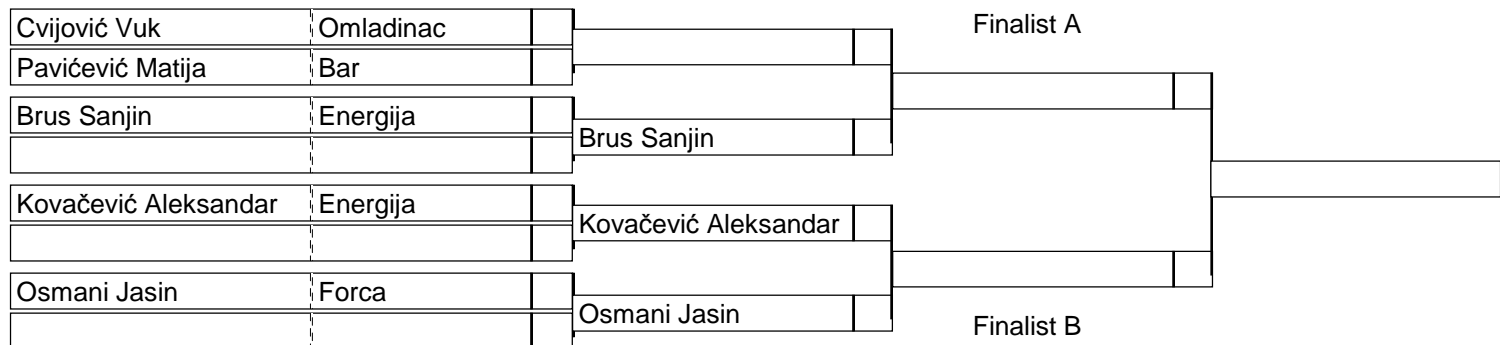 Cvijović Vuk Omladinac
Pavićević Matija Bar
Brus Sanjin Energija
Kovačević Aleksandar Energija
Osmani Jasin Forca
Brus Sanjin
Kovačević Aleksandar
Osmani Jasin
Finalist A
Finalist B